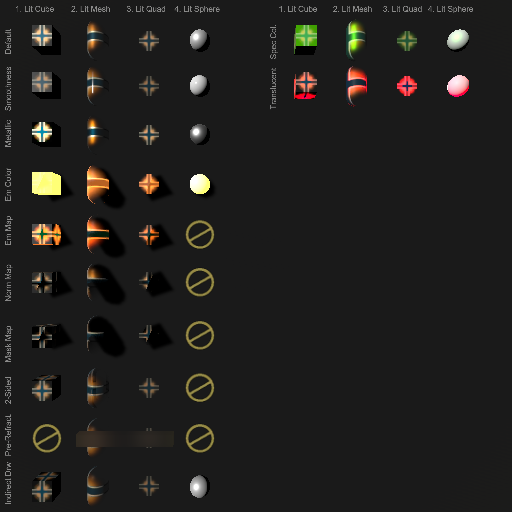 1. Lit Cube 2. Lit Mesh 3. Lit Quad 4. Lit Sphere
Default
Smoothness
Metallic
Em Color
Em Map
Norm Map
Mask Map
2-Sided
Pre-Refract
Indirect Drw
1. Lit Cube 2. Lit Mesh 3. Lit Quad 4. Lit Sphere
Spec Col.
Translucent